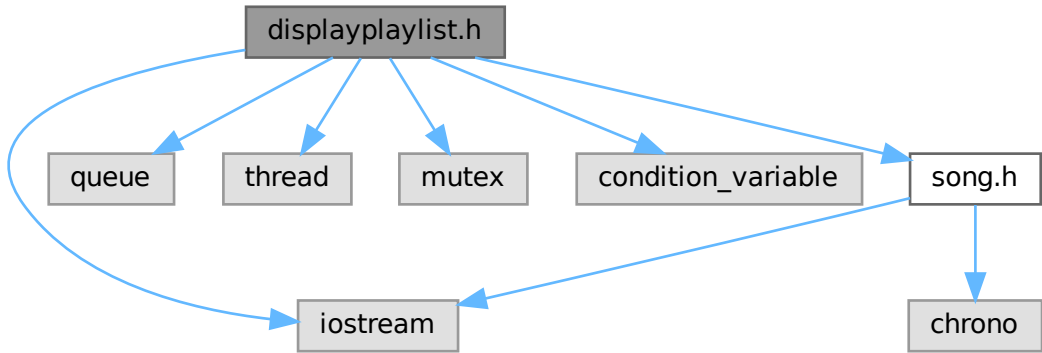 displayplaylist.h
queue
thread
mutex
condition_variable
song.h
iostream
chrono